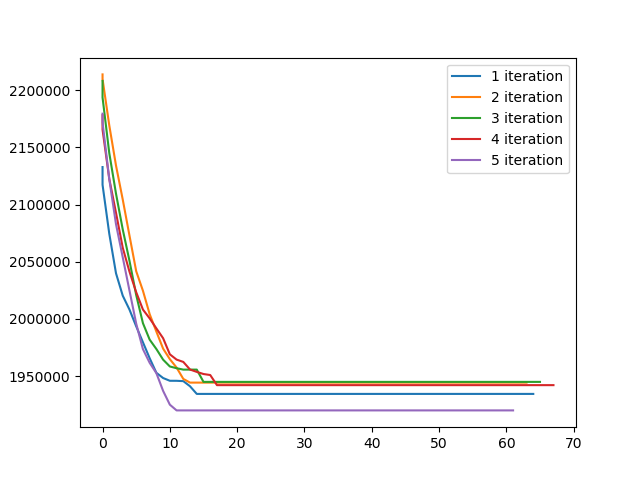 2200000
2150000
2100000
2050000
2000000
1950000
0 10 20 30 40 50 60 70
1 iteration
2 iteration
3 iteration
4 iteration
5 iteration